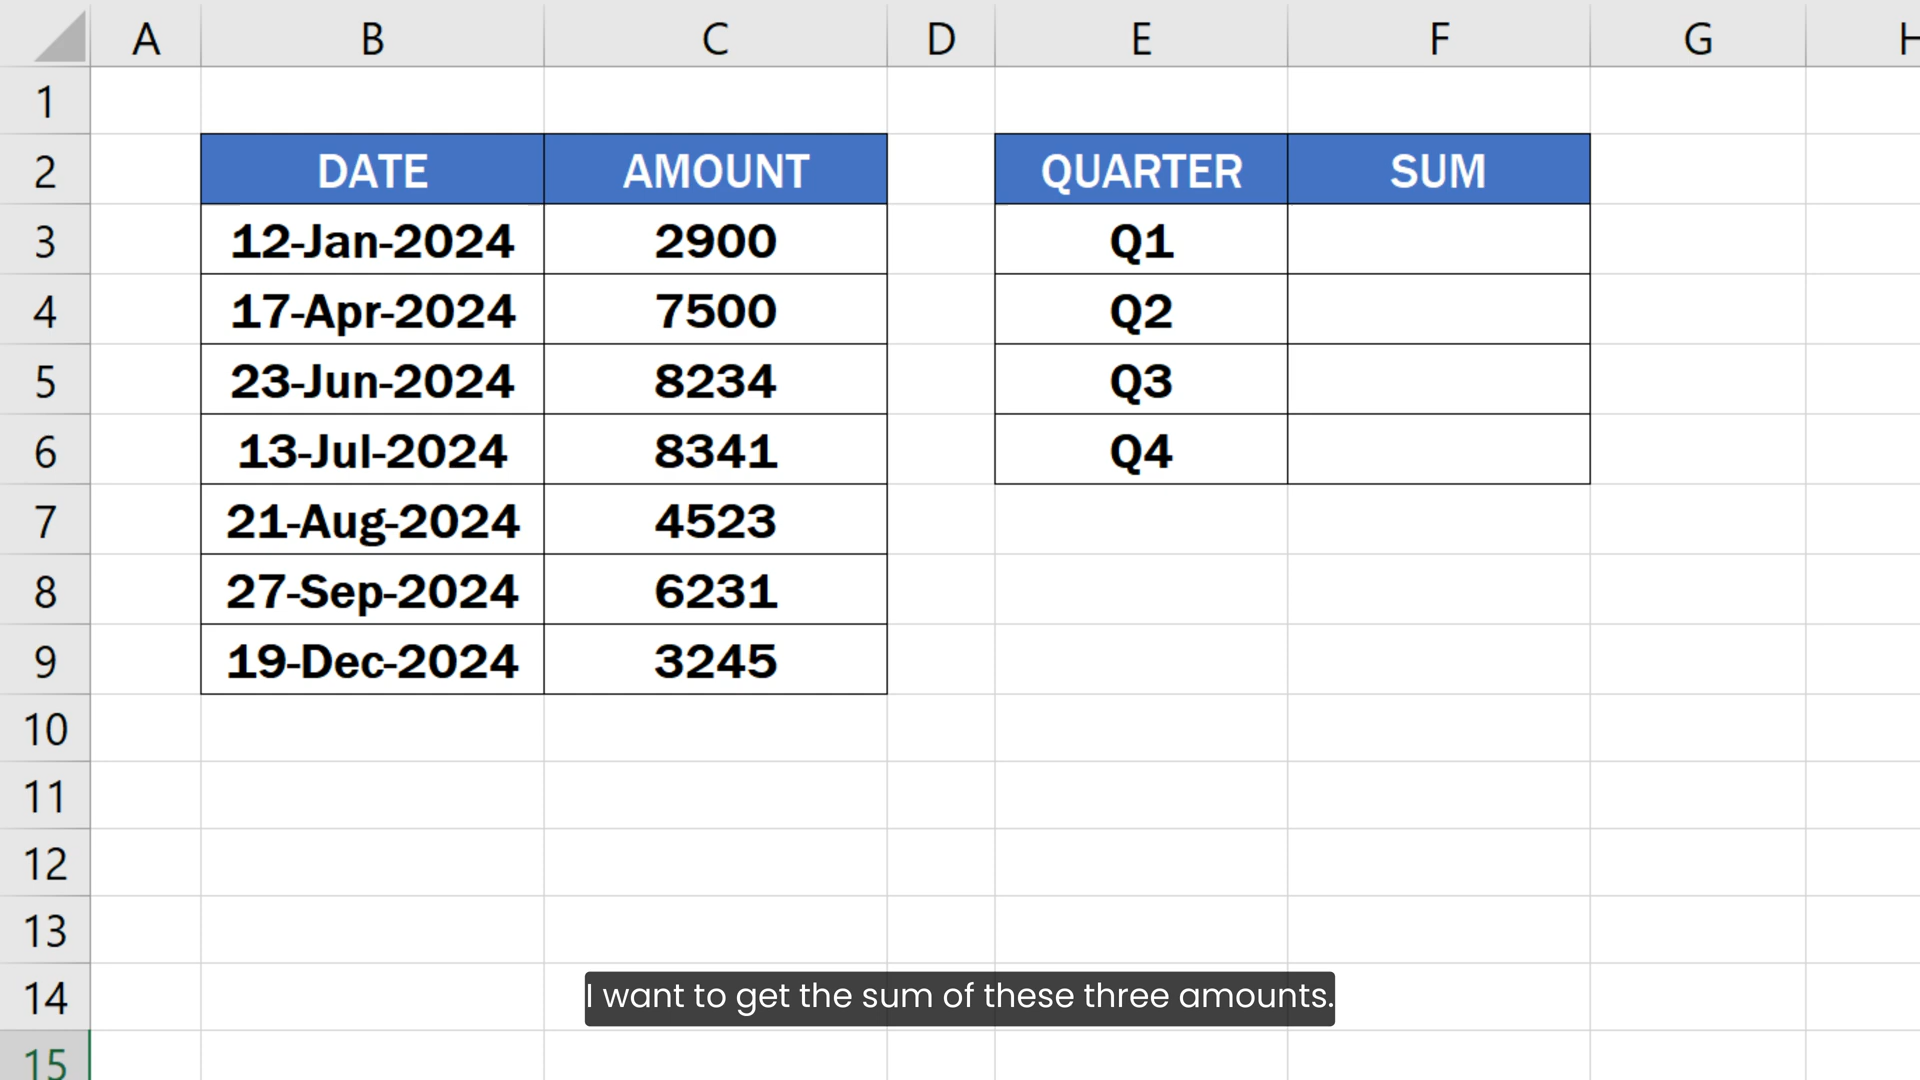 A B C D E F G H
1
2 DATE AMOUNT QUARTER SUM
3 12-Jan-2024 2900 Q1
4 17-Apr-2024 7500 Q2
5 23-Jun-2024 8234 Q3
6 13-Jul-2024 8341 Q4
7 21-Aug-2024 4523
8 27-Sep-2024 6231
9 19-Dec-2024 3245
10
11
12
13
14
I want to get the sum of these three amounts.
15